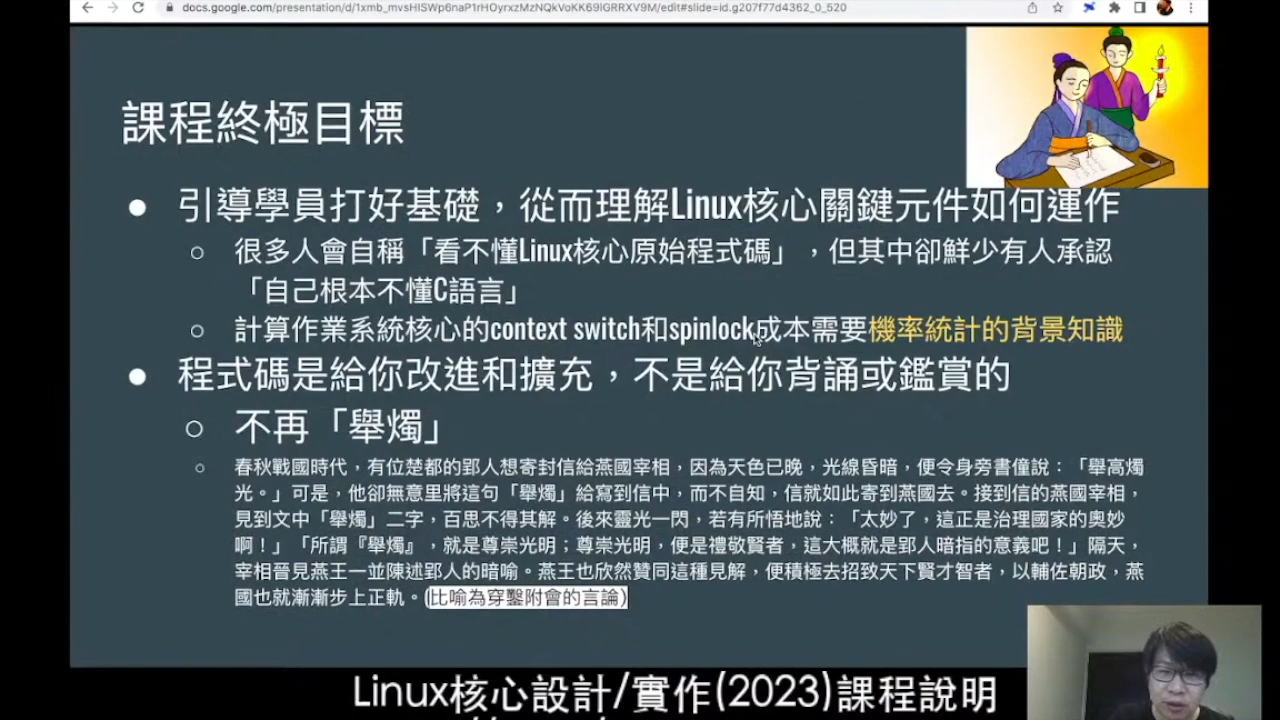 docs.google.com/presentation/d/1xmb_mvsHISWp6naP1rHOyrxzMzNQkVoKK69IGRRXV9M/edit#slide=id.g207f77d4362_0_520
課程終極目標
● 引導學員打好基礎，從而理解Linux核心關鍵元件如何運作
○ 很多人會自稱「看不懂Linux核心原始程式碼」，但其中卻鮮少有人承認
「自己根本不懂C語言」
○ 計算作業系統核心的context switch和spinlock成本需要機率統計的背景知識
● 程式碼是給你改進和擴充，不是給你背誦或鑑賞的
○ 不再「舉燭」
○ 春秋戰國時代，有位楚都的郢人想寄封信給燕國宰相，因為天色已晚，光線昏暗，便令身旁書僮說：「舉高燭
光。」可是，他卻無意里將這句「舉燭」給寫到信中，而不自知，信就如此寄到燕國去。接到信的燕國宰相，
見到文中「舉燭」二字，百思不得其解。後來靈光一閃，若有所悟地說：「太妙了，這正是治理國家的奧妙
啊！」「所謂『舉燭』，就是尊崇光明；尊崇光明，便是禮敬賢者，這大概就是郢人暗指的意義吧！」隔天，
宰相晉見燕王一並陳述郢人的暗喻。燕王也欣然贊同這種見解，便積極去招致天下賢才智者，以輔佐朝政，燕
國也就漸漸步上正軌。(比喻為穿鑿附會的言論)
Linux核心設計/實作(2023)課程說明